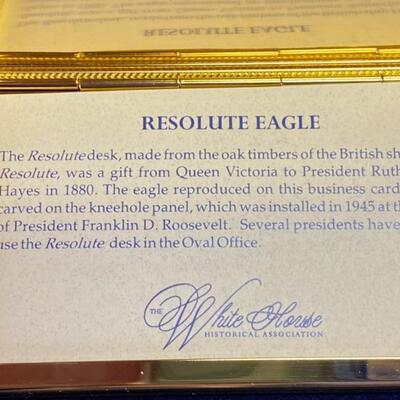 RESOLUTE EAGLE
The Resolute desk, made from the oak timbers of the British sh
Resolute, was a gift from Queen Victoria to President Ruth
Hayes in 1880. The eagle reproduced on this business card
carved on the kneehole panel, which was installed in 1945 at th
of President Franklin D. Roosevelt. Several presidents have
use the Resolute desk in the Oval Office.
THE White House
HISTORICAL ASSOCIATION